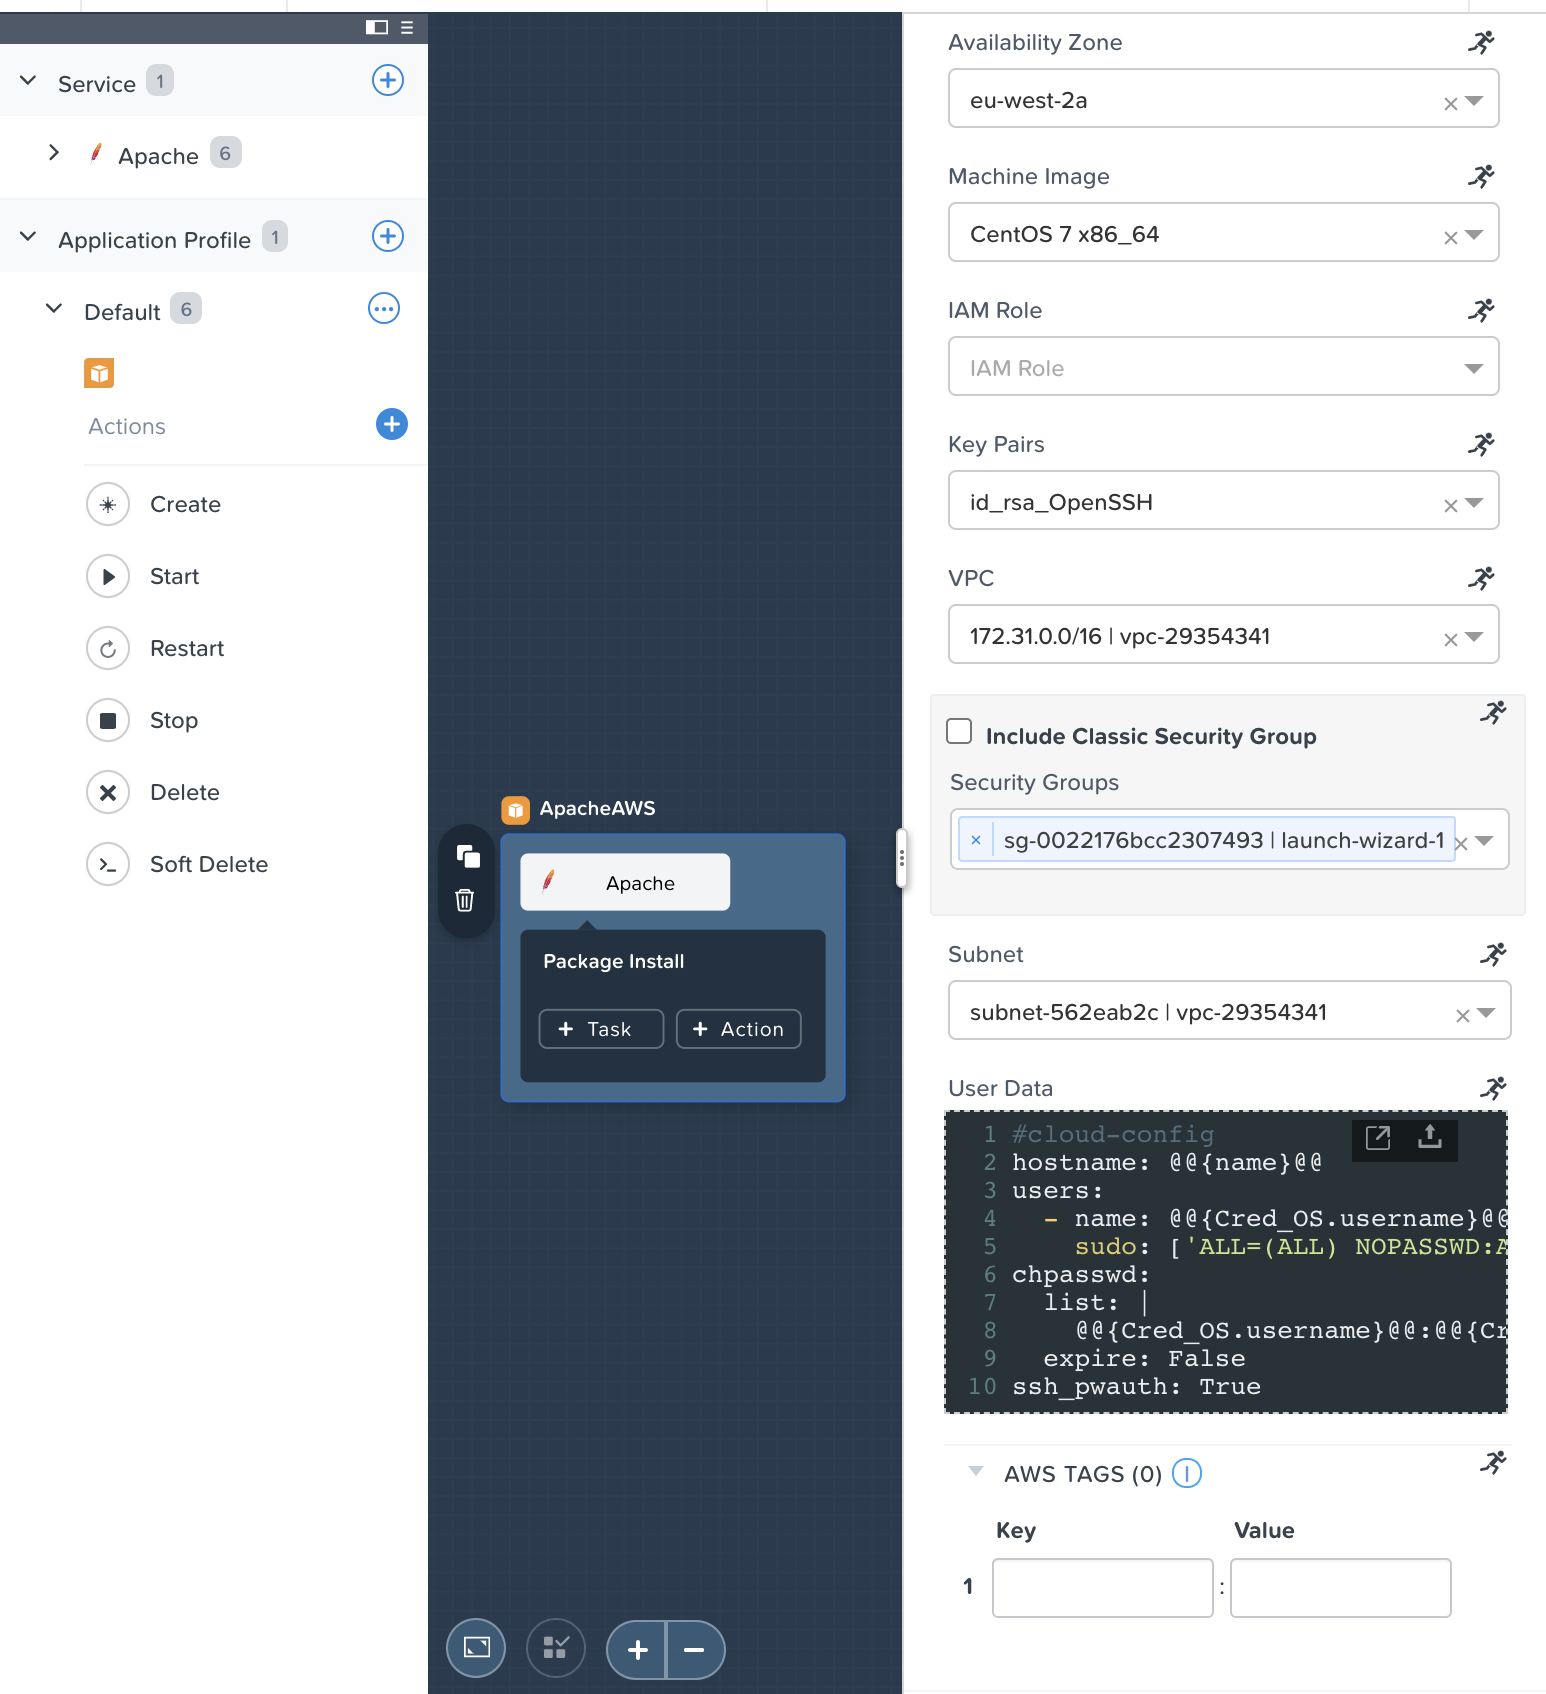 Service 1
Apache 6
Application Profile 1
Default 6
Actions
Create
Start
Restart
Stop
Delete
Soft Delete
ApacheAWS
Apache
Package Install
+ Task
+ Action
Availability Zone
eu-west-2a
Machine Image
CentOS 7 x86_64
IAM Role
IAM Role
Key Pairs
id_rsa_OpenSSH
VPC
172.31.0.0/16 | vpc-29354341
Include Classic Security Group
Security Groups
× sg-0022176bcc2307493 | launch-wizard-1
Subnet
subnet-562eab2c | vpc-29354341
User Data
1 #cloud-config
2 hostname: @@{name}@@
3 users:
4 - name: @@{Cred_OS.username}@@
5 sudo: ['ALL=(ALL) NOPASSWD:A
6 chpasswd:
7 list: |
8 @@{Cred_OS.username}@@:@@{Cr
9 expire: False
10 ssh_pwauth: True
AWS TAGS (0)
Key Value
1 :